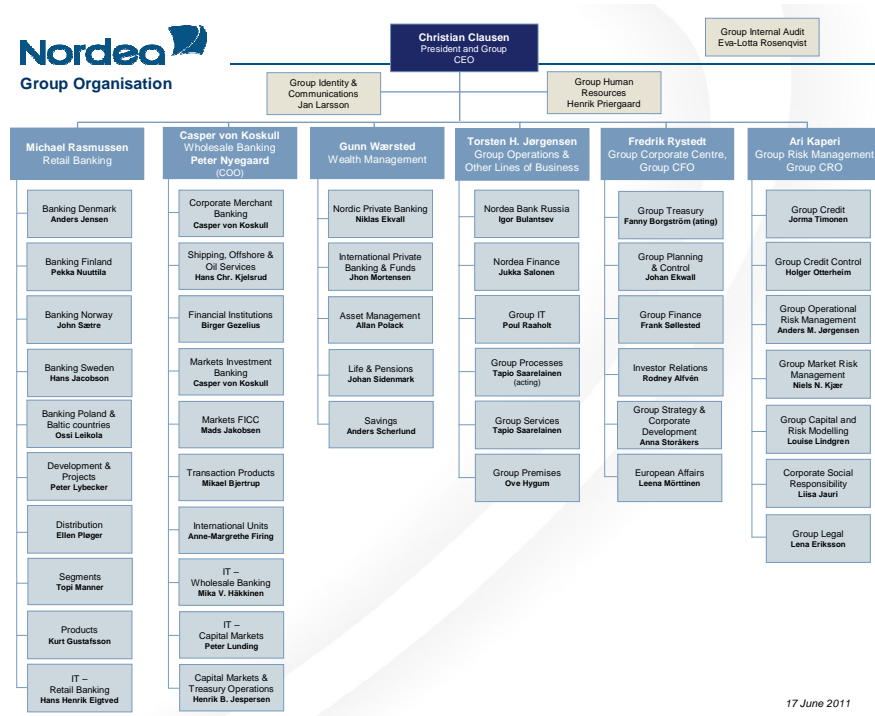 Nordea
Group Organisation
Christian Clausen
President and Group
CEO
Group Internal Audit
Eva-Lotta Rosenqvist
Group Identity &
Communications
Jan Larsson
Group Human
Resources
Henrik Priergaard
Michael Rasmussen
Retail Banking
Banking Denmark
Anders Jensen
Banking Finland
Pekka Nuuttila
Banking Norway
John Sætre
Banking Sweden
Hans Jacobson
Banking Poland &
Baltic countries
Ossi Leikola
Development &
Projects
Peter Lybecker
Distribution
Ellen Pløger
Segments
Topi Manner
Products
Kurt Gustafsson
IT –
Retail Banking
Hans Henrik Eigtved
Casper von Koskull
Wholesale Banking
Peter Nyegaard
(COO)
Corporate Merchant
Banking
Casper von Koskull
Shipping, Offshore &
Oil Services
Hans Chr. Kjelsrud
Financial Institutions
Birger Gezelius
Markets Investment
Banking
Casper von Koskull
Markets FICC
Mads Jakobsen
Transaction Products
Mikael Bjertrup
International Units
Anne-Margrethe Firing
IT –
Wholesale Banking
Mika V. Häkkinen
IT –
Capital Markets
Peter Lunding
Capital Markets &
Treasury Operations
Henrik B. Jespersen
Gunn Wærsted
Wealth Management
Nordic Private Banking
Niklas Ekvall
International Private
Banking & Funds
Jhon Mortensen
Asset Management
Allan Polack
Life & Pensions
Johan Sidenmark
Savings
Anders Scherlund
Torsten H. Jørgensen
Group Operations &
Other Lines of Business
Nordea Bank Russia
Igor Bulantsev
Nordea Finance
Jukka Salonen
Group IT
Poul Raaholt
Group Processes
Tapio Saarelainen
(acting)
Group Services
Tapio Saarelainen
Group Premises
Ove Hygum
Fredrik Rystedt
Group Corporate Centre,
Group CFO
Group Treasury
Fanny Borgström (ating)
Group Planning
& Control
Johan Ekwall
Group Finance
Frank Søllested
Investor Relations
Rodney Alfvén
Group Strategy &
Corporate
Development
Anna Storåkers
European Affairs
Leena Mörttinen
Ari Kaperi
Group Risk Management
Group CRO
Group Credit
Jorma Timonen
Group Credit Control
Holger Otterheim
Group Operational
Risk Management
Anders M. Jørgensen
Group Market Risk
Management
Niels N. Kjær
Group Capital and
Risk Modelling
Louise Lindgren
Corporate Social
Responsibility
Liisa Jauri
Group Legal
Lena Eriksson
17 June 2011